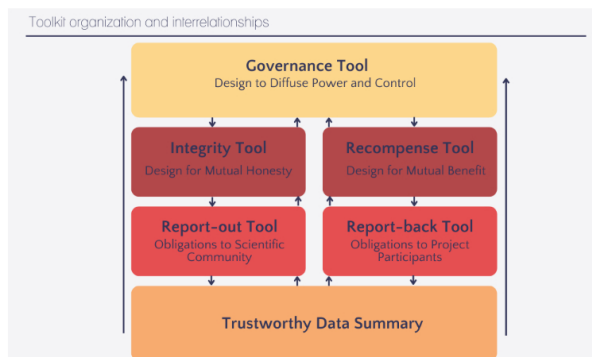 Toolkit organization and interrelationships
Governance Tool
Design to Diffuse Power and Control
Integrity Tool
Design for Mutual Honesty
Recompense Tool
Design for Mutual Benefit
Report-out Tool
Obligations to Scientific
Community
Report-back Tool
Obligations to Project
Participants
Trustworthy Data Summary